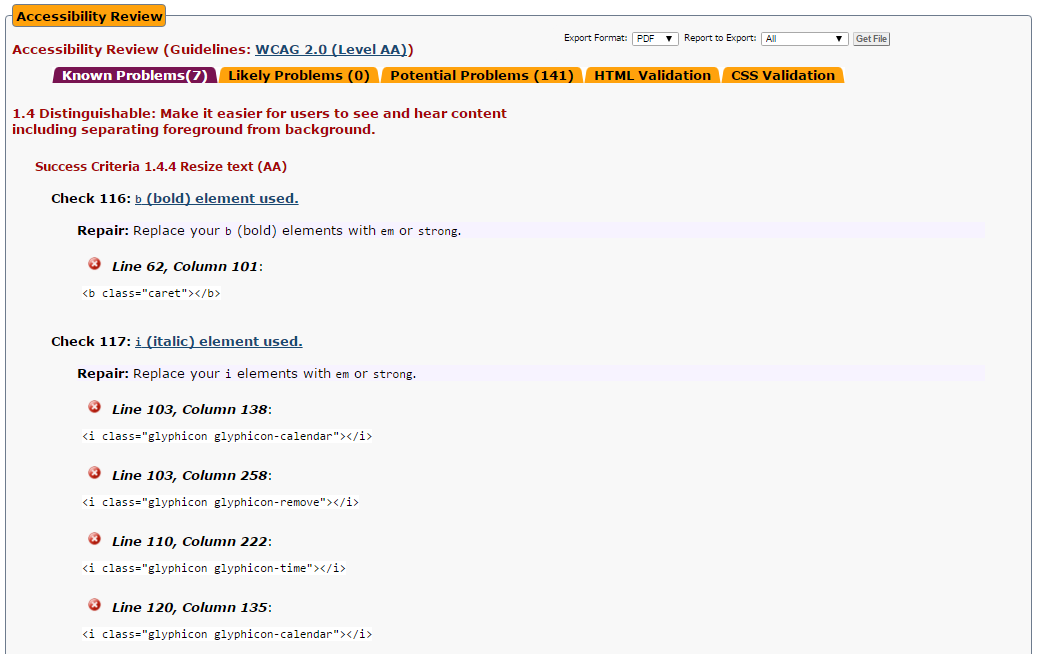 Accessibility Review
Export Format: PDF Report to Export: All Get File
Accessibility Review (Guidelines: WCAG 2.0 (Level AA))
Known Problems(7) Likely Problems (0) Potential Problems (141) HTML Validation CSS Validation
1.4 Distinguishable: Make it easier for users to see and hear content
including separating foreground from background.
Success Criteria 1.4.4 Resize text (AA)
Check 116: b (bold) element used.
Repair: Replace your b (bold) elements with em or strong.
Line 62, Column 101:
<b class="caret"></b>
Check 117: i (italic) element used.
Repair: Replace your i elements with em or strong.
Line 103, Column 138:
<i class="glyphicon glyphicon-calendar"></i>
Line 103, Column 258:
<i class="glyphicon glyphicon-remove"></i>
Line 110, Column 222:
<i class="glyphicon glyphicon-time"></i>
Line 120, Column 135:
<i class="glyphicon glyphicon-calendar"></i>